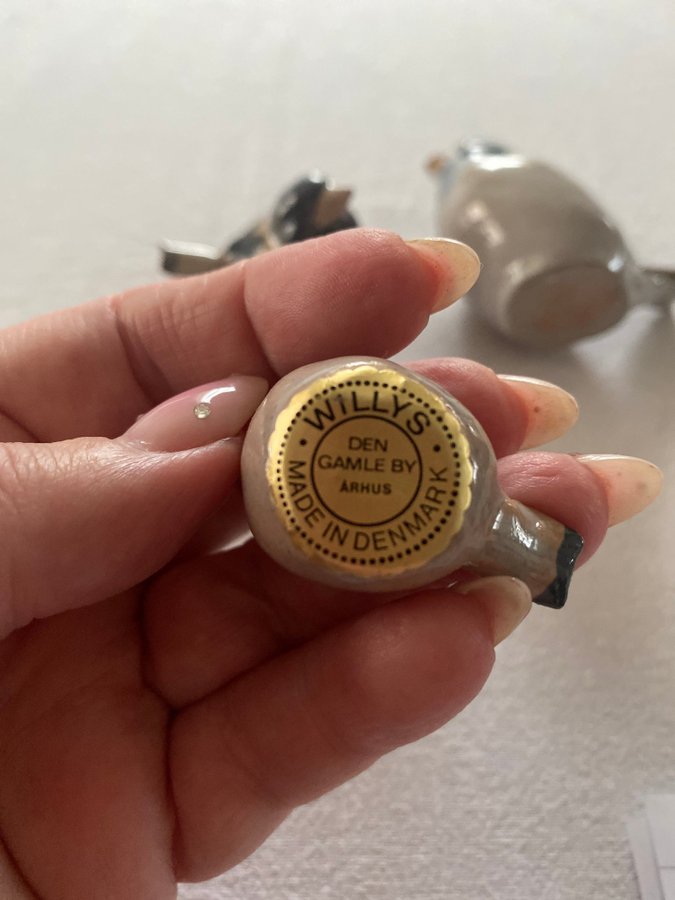 WILLYS
DEN
GAMLE BY
ÅRHUS
MADE IN DENMARK